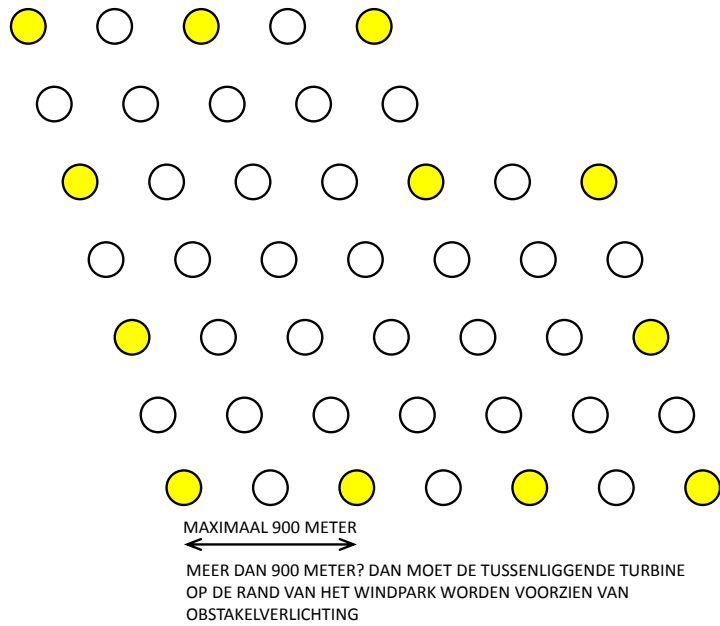 MAXIMAAL 900 METER
MEER DAN 900 METER? DAN MOET DE TUSSENLIGGENDE TURBINE
OP DE RAND VAN HET WINDPARK WORDEN VOORZIEN VAN
OBSTAKELVERLICHTING